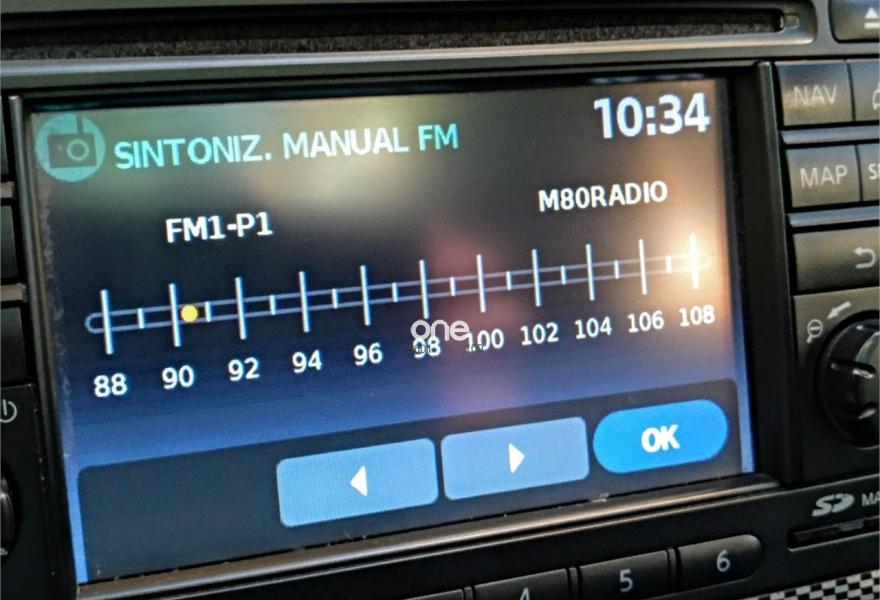 NAV
10:34
SINTONIZ. MANUAL FM
MAP
M80RADIO
FM1-P1
one
88 90 92 94 96 98 100 102 104 106 108
OK
SD
4 5 6